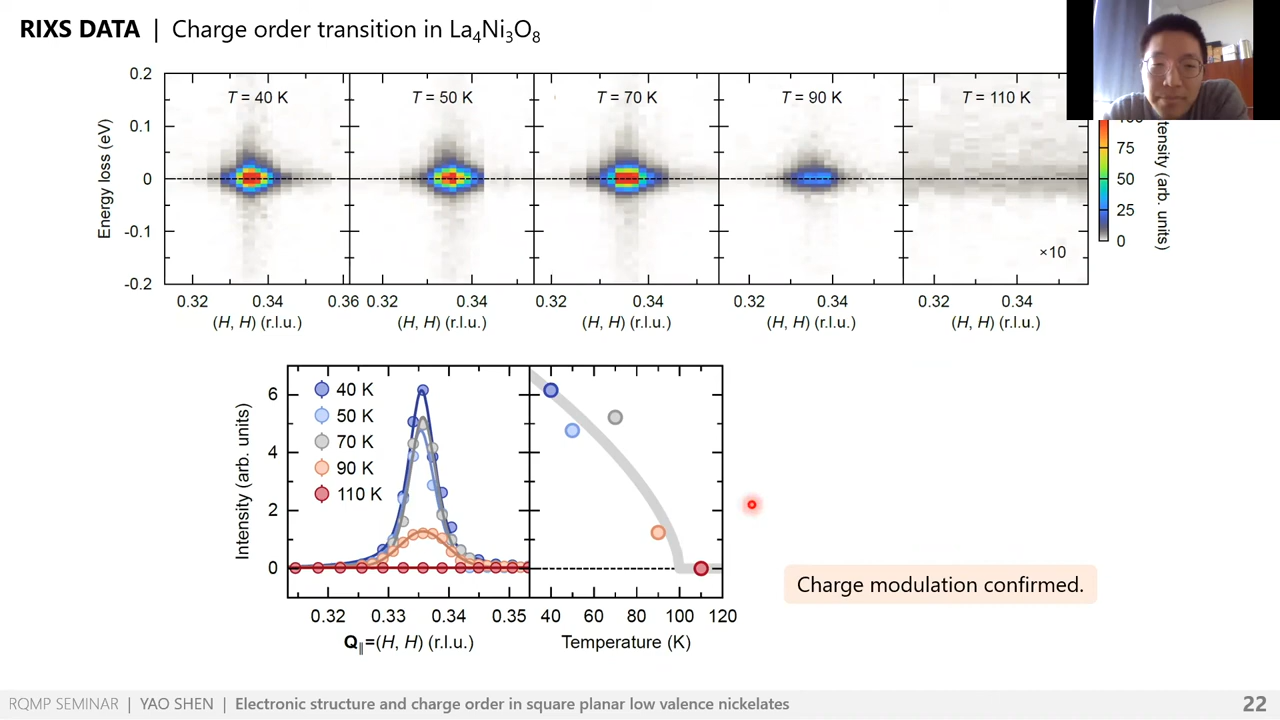 RIXS DATA | Charge order transition in La₄Ni₃O₈
0.2
0.1
0
-0.1
-0.2
Energy loss (eV)
T = 40 K
T = 50 K
T = 70 K
T = 90 K
T = 110 K
×10
0.32 0.34 0.36 0.32 0.34 0.32 0.34 0.32 0.34 0.32 0.34
(H, H) (r.l.u.) (H, H) (r.l.u.) (H, H) (r.l.u.) (H, H) (r.l.u.) (H, H) (r.l.u.)
75
50
25
0
(arb. units)
6
4
2
0
Intensity (arb. units)
40 K
50 K
70 K
90 K
110 K
0.32 0.33 0.34 0.35 40 60 80 100 120
Q∥=(H, H) (r.l.u.) Temperature (K)
Charge modulation confirmed.
RQMP SEMINAR | YAO SHEN | Electronic structure and charge order in square planar low valence nickelates 22